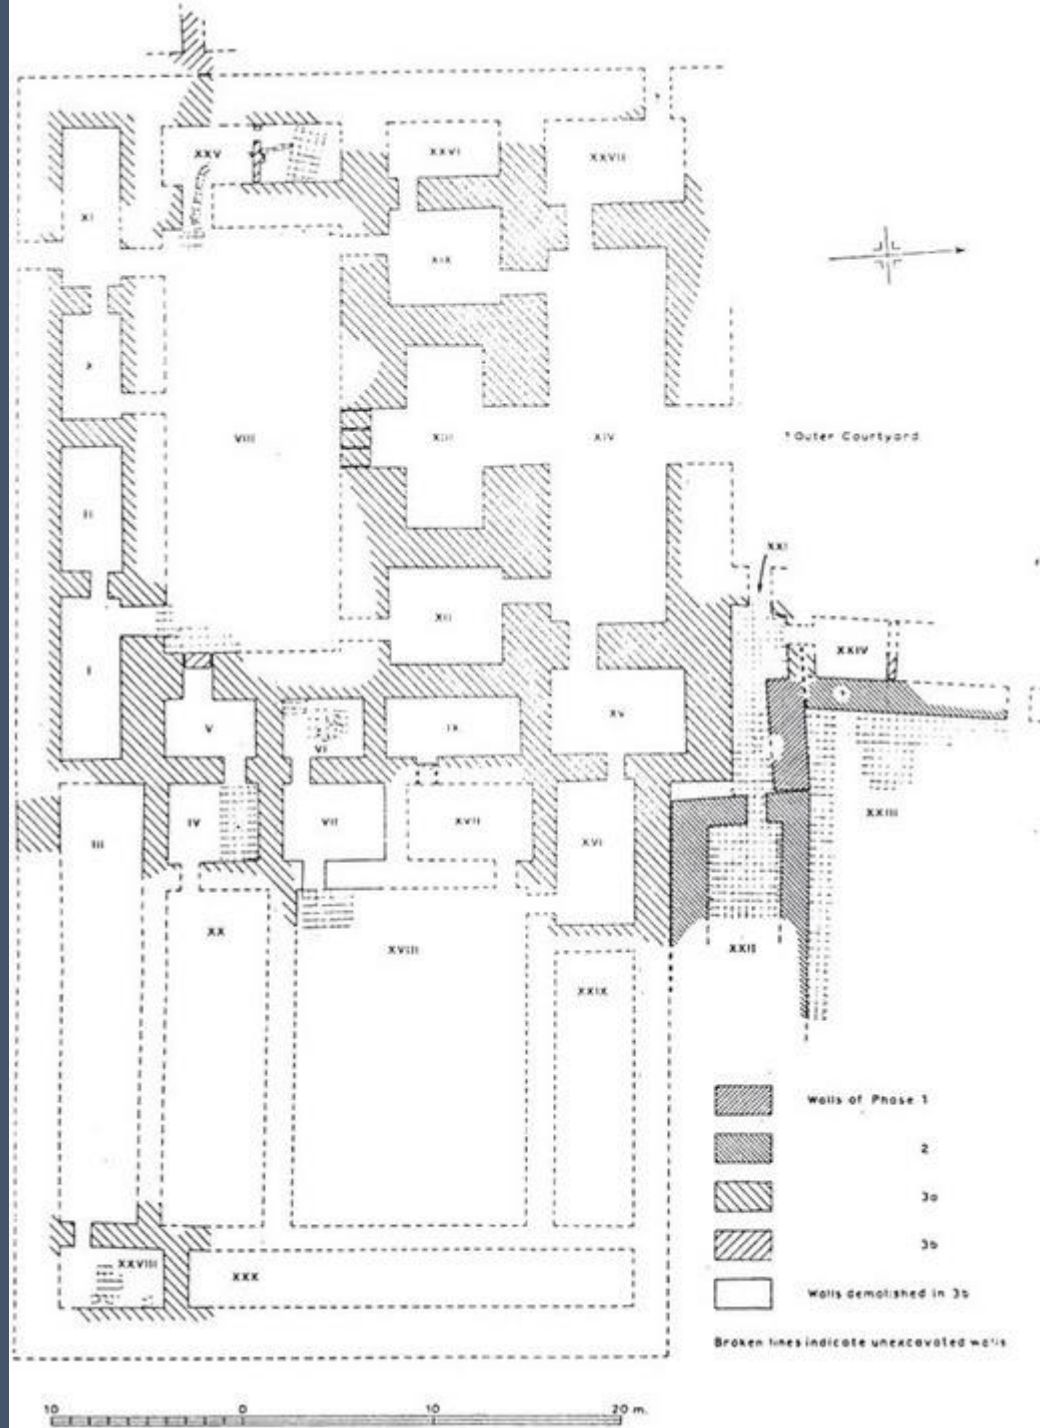 XXV
XXVI
XXVII
XI
XIX
X
VIII
XIII
XIV
? Outer Courtyard
II
XXI
XII
XXIV
I
V
VI
IX
XV
III
IV
VII
XVII
XVI
XXIII
XX
XVIII
XXII
XXIX
Walls of Phase 1
2
3a
3b
XXVIII
XXX
Walls demolished in 3b
Broken lines indicate unexcavated walls
10 0 10 20 m.